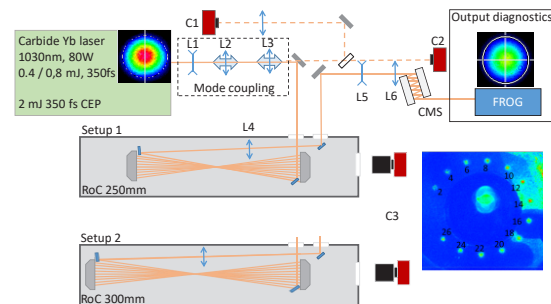 C1
Output diagnostics
Carbide Yb laser
1030nm, 80W
0.4 / 0,8 mJ, 350fs
2 mJ 350 fs CEP
L1
L2
L3
C2
Mode coupling
L5
L6
CMS
FROG
Setup 1
L4
RoC 250mm
C3
2
4
6
8
10
12
14
16
18
20
22
24
26
Setup 2
RoC 300mm